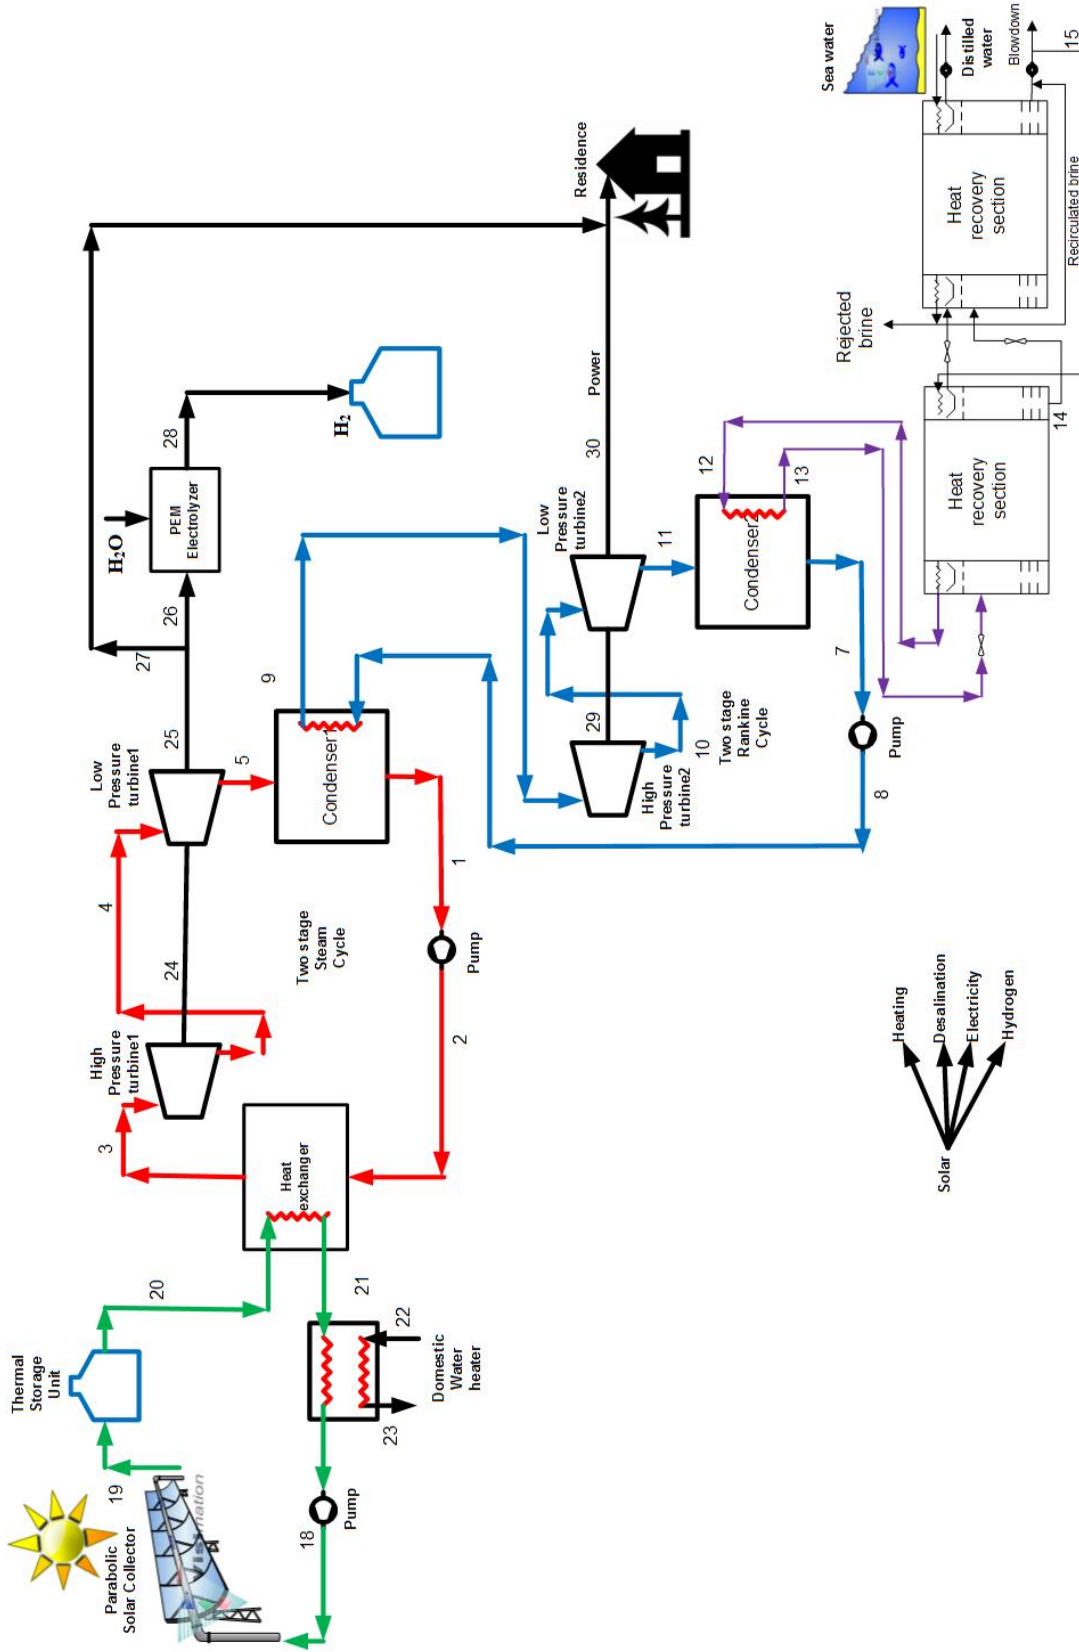 Parabolic
Solar Collector
19
Thermal
Storage
Unit
20
18
Pump
21
22
23
Domestic
Water
heater
Heat
exchanger
3
High
Pressure
turbine1
24
4
Low
Pressure
turbine1
25
5
Condenser1
1
Pump
2
Two stage
Steam
Cycle
27
26
H2O
PEM
Electrolyzer
28
H2
9
8
Pump
7
High
Pressure
turbine2
29
10
Two stage
Rankine
Cycle
Low
Pressure
turbine2
30
Power
Residence
11
Condenser2
12
13
Heat
recovery
section
14
Rejected
brine
Heat
recovery
section
Recirculated brine
Sea water
Distilled
water
Blowdown
15
Solar
Heating
Desalination
Electricity
Hydrogen